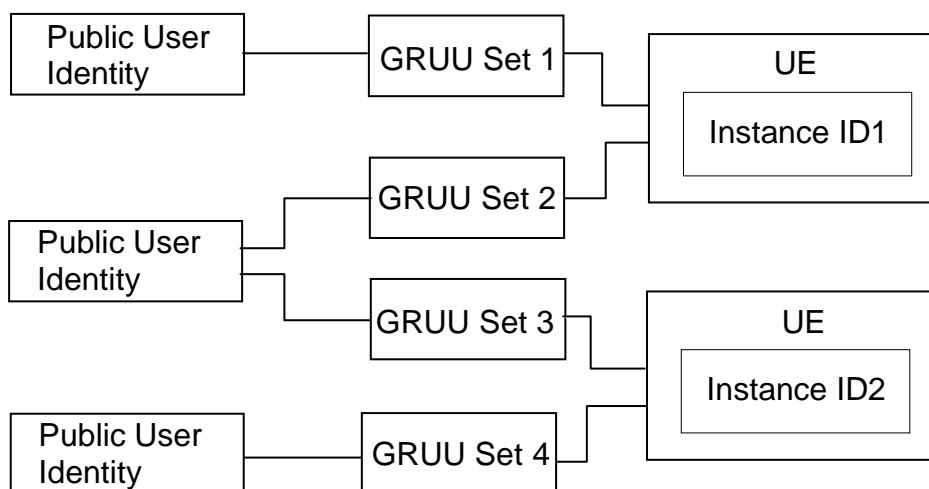 Public User
Identity
GRUU Set 1
UE
Instance ID1
GRUU Set 2
Public User
Identity
GRUU Set 3
UE
Instance ID2
Public User
Identity
GRUU Set 4